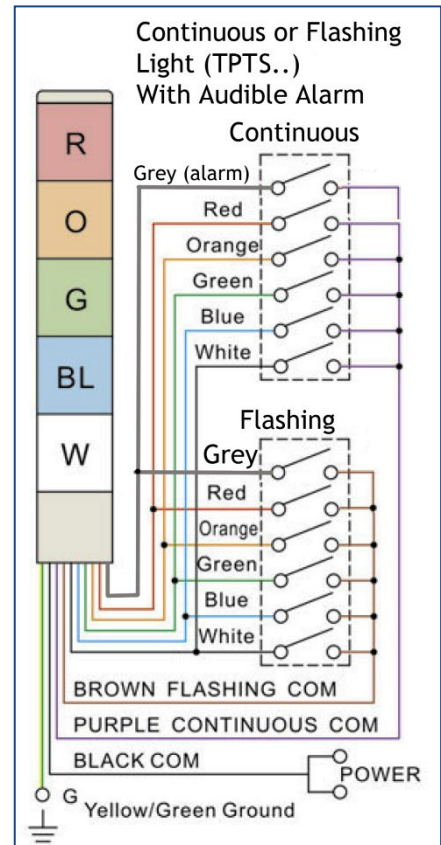 Continuous or Flashing
Light (TPTS..)
With Audible Alarm
Continuous
Grey (alarm)
Red
Orange
Green
Blue
White
R
O
G
BL
W
Flashing
Grey
Red
Orange
Green
Blue
White
BROWN FLASHING COM
PURPLE CONTINUOUS COM
BLACK COM
POWER
G
Yellow/Green Ground